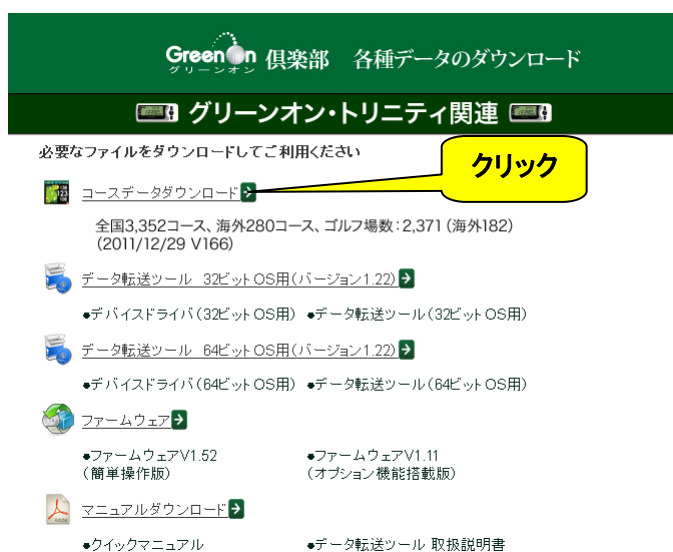 GreenOn 倶楽部　各種データのダウンロード
グリーンオン
グリーンオン・トリニティ関連
必要なファイルをダウンロードしてご利用ください
クリック
コースデータダウンロード
全国3,352コース、海外280コース、ゴルフ場数：2,371（海外182）
（2011/12/29 V166）
データ転送ツール　32ビットOS用（バージョン1.22）
●デバイスドライバ（32ビットOS用） ●データ転送ツール（32ビットOS用）
データ転送ツール　64ビットOS用（バージョン1.22）
●デバイスドライバ（64ビットOS用） ●データ転送ツール（64ビットOS用）
ファームウェア
●ファームウェアV1.52 ●ファームウェアV1.11
（簡単操作版） （オプション機能搭載版）
マニュアルダウンロード
●クイックマニュアル ●データ転送ツール 取扱説明書